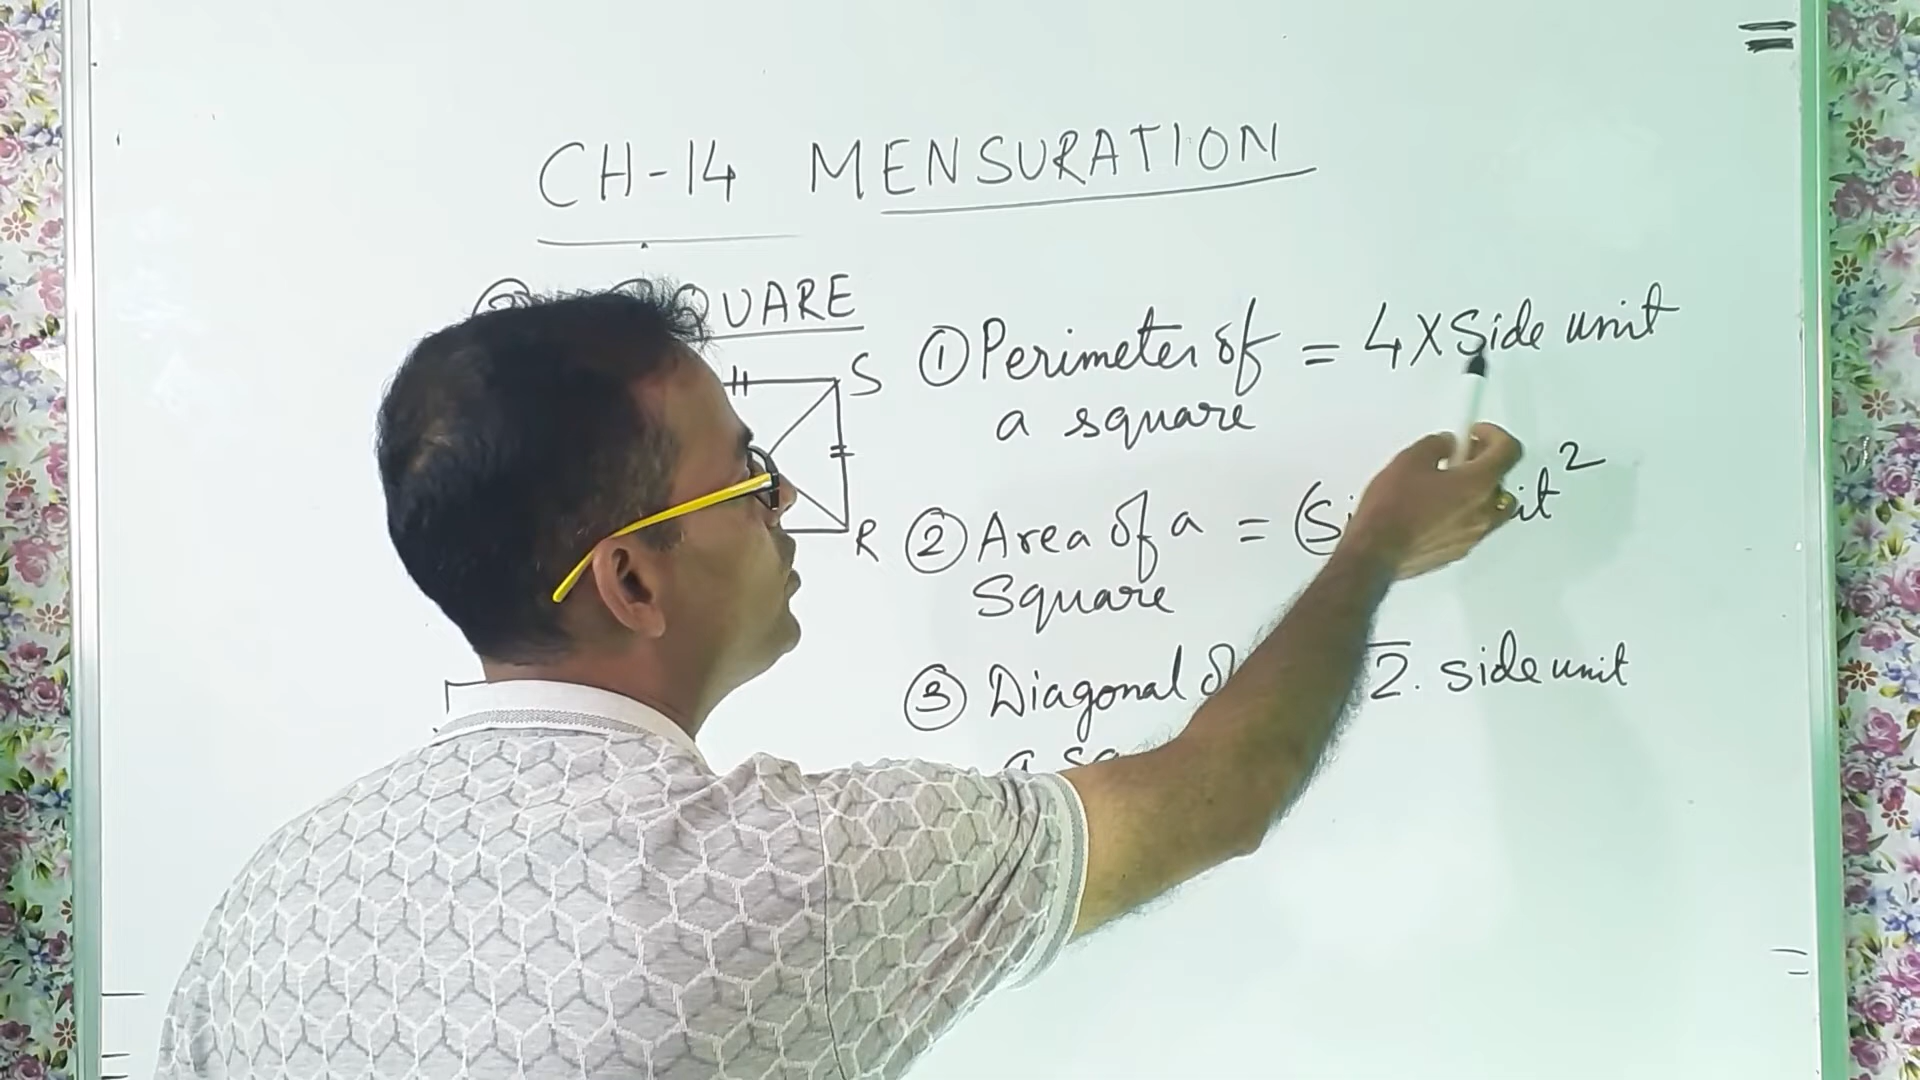 CH-14 MENSURATION
QUARE
S
R
① Perimeter of = 4 X Side unit
a square
② Area of a =
Square
③ Diagonal 2. side unit
a